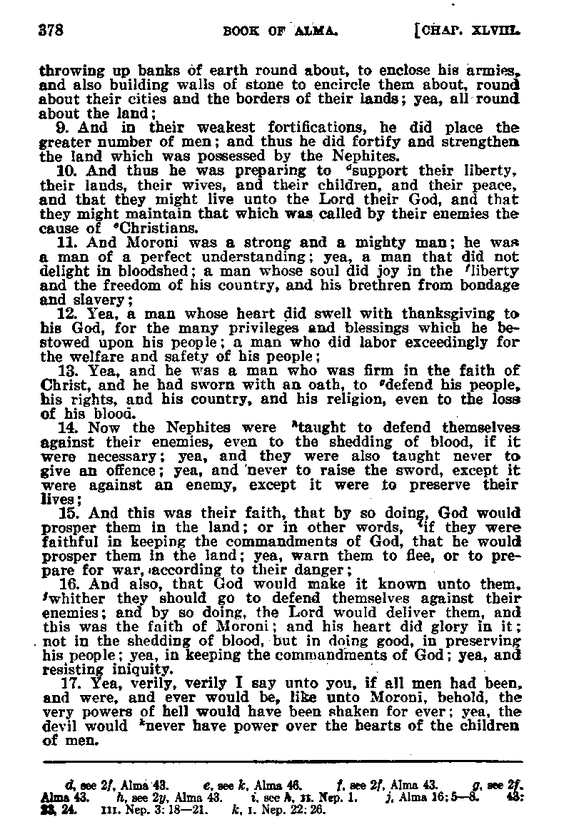 378 BOOK OF ALMA. [CHAP. XLVIII.
throwing up banks of earth round about, to enclose his armies,
and also building walls of stone to encircle them about, round
about their cities and the borders of their lands; yea, all round
about the land;
9. And in their weakest fortifications, he did place the
greater number of men; and thus he did fortify and strengthen
the land which was possessed by the Nephites.
10. And thus he was preparing to dsupport their liberty,
their lands, their wives, and their children, and their peace,
and that they might live unto the Lord their God, and that
they might maintain that which was called by their enemies the
cause of eChristians.
11. And Moroni was a strong and a mighty man; he was
a man of a perfect understanding; yea, a man that did not
delight in bloodshed; a man whose soul did joy in the fliberty
and the freedom of his country, and his brethren from bondage
and slavery;
12. Yea, a man whose heart did swell with thanksgiving to
his God, for the many privileges and blessings which he be-
stowed upon his people; a man who did labor exceedingly for
the welfare and safety of his people;
13. Yea, and he was a man who was firm in the faith of
Christ, and he had sworn with an oath, to gdefend his people,
his rights, and his country, and his religion, even to the loss
of his blood.
14. Now the Nephites were htaught to defend themselves
against their enemies, even to the shedding of blood, if it
were necessary; yea, and they were also taught never to
give an offence; yea, and never to raise the sword, except it
were against an enemy, except it were to preserve their
lives;
15. And this was their faith, that by so doing, God would
prosper them in the land; or in other words, iif they were
faithful in keeping the commandments of God, that he would
prosper them in the land; yea, warn them to flee, or to pre-
pare for war, according to their danger;
16. And also, that God would make it known unto them,
jwhither they should go to defend themselves against their
enemies; and by so doing, the Lord would deliver them, and
this was the faith of Moroni; and his heart did glory in it;
not in the shedding of blood, but in doing good, in preserving
his people; yea, in keeping the commandments of God; yea, and
resisting iniquity.
17. Yea, verily, verily I say unto you, if all men had been,
and were, and ever would be, like unto Moroni, behold, the
very powers of hell would have been shaken for ever; yea, the
devil would knever have power over the hearts of the children
of men.
d, see 2f, Alma 43. e, see k, Alma 46. f, see 2f, Alma 43. g, see 2f,
Alma 43. h, see 2y, Alma 43. i, see h, II. Nep. 1. j, Alma 16: 5—8. 43:
23, 24. III. Nep. 3: 18—21. k, I. Nep. 22: 26.